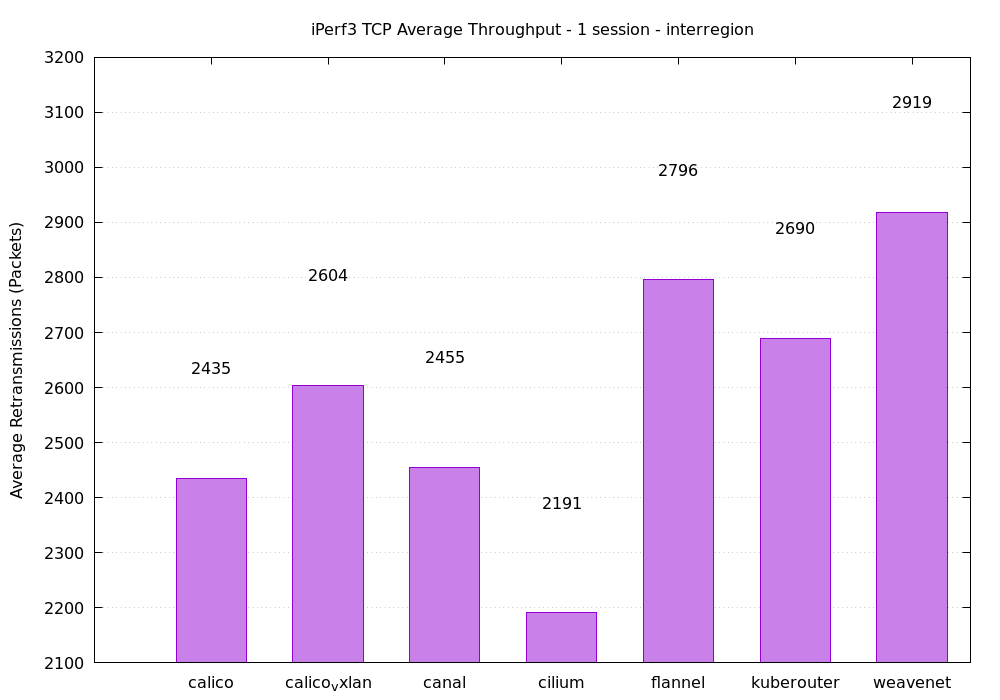 iPerf3 TCP Average Throughput - 1 session - interregion
Average Retransmissions (Packets)
3200
3100
3000
2900
2800
2700
2600
2500
2400
2300
2200
2100
2435
2604
2455
2191
2796
2690
2919
calico
calicovxlan
canal
cilium
flannel
kuberouter
weavenet